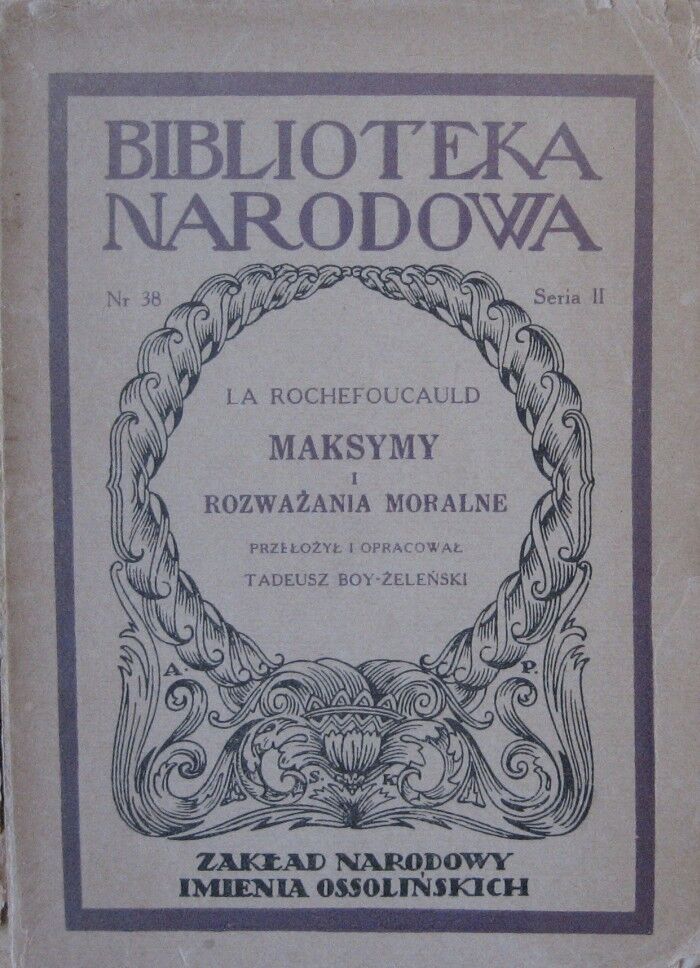 BIBLIOTEKA
NARODOWA
Nr 38 Seria II
LA ROCHEFOUCAULD
MAKSYMY
I
ROZWAŻANIA MORALNE
PRZEŁOŻYŁ I OPRACOWAŁ
TADEUSZ BOY-ŻELEŃSKI
A. P.
A. S. K.
ZAKŁAD NARODOWY
IMIENIA OSSOLIŃSKICH